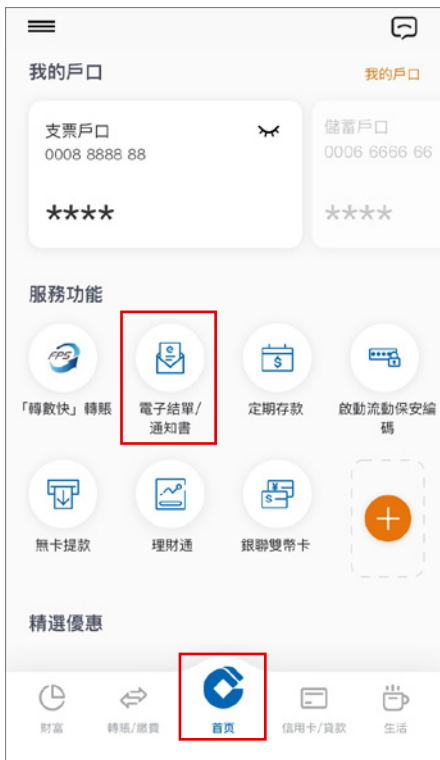 我的戶口
我的戶口
支票戶口
0008 8888 88
****
儲蓄戶口
0006 6666 66
****
服務功能
FPS
「轉數快」轉賬
電子結單/
通知書
定期存款
啟動流動保安編
碼
無卡提款
理財通
銀聯雙幣卡
精選優惠
財富
轉賬/繳費
首页
信用卡/貸款
生活